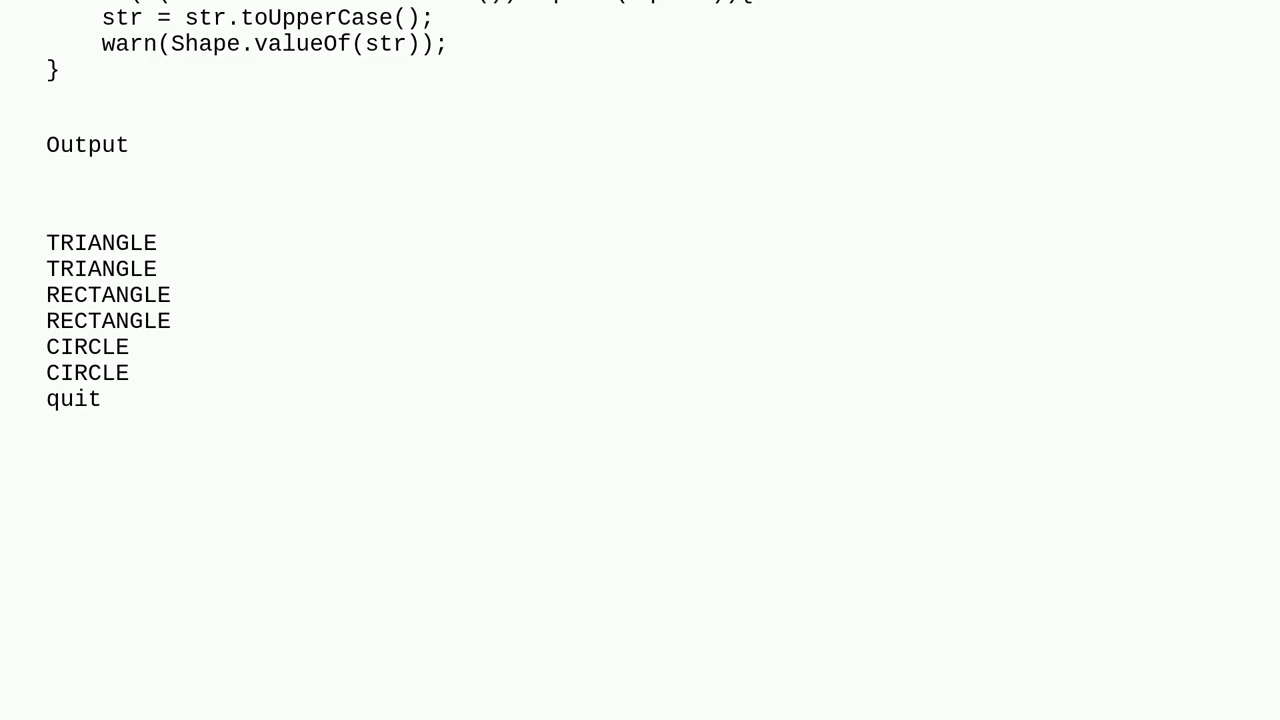 str = str.toUpperCase();
warn(Shape.valueOf(str));
}
Output
TRIANGLE
TRIANGLE
RECTANGLE
RECTANGLE
CIRCLE
CIRCLE
quit